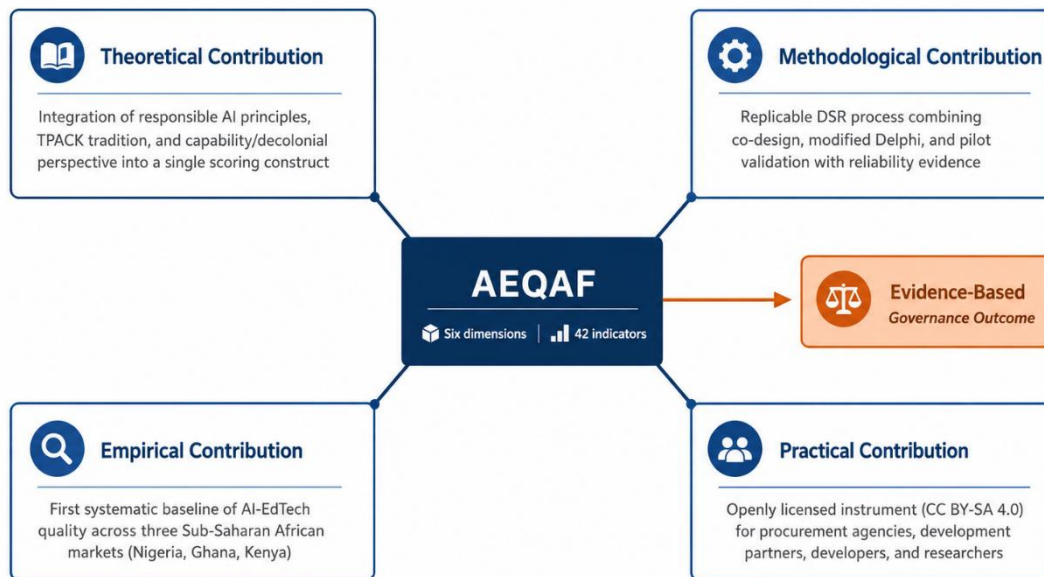 Theoretical Contribution
Integration of responsible AI principles,
TPACK tradition, and capability/decolonial
perspective into a single scoring construct
Methodological Contribution
Replicable DSR process combining
co-design, modified Delphi, and pilot
validation with reliability evidence
AEQAF
Six dimensions | 42 indicators
Evidence-Based
Governance Outcome
Empirical Contribution
First systematic baseline of AI-EdTech
quality across three Sub-Saharan African
markets (Nigeria, Ghana, Kenya)
Practical Contribution
Openly licensed instrument (CC BY-SA 4.0)
for procurement agencies, development
partners, developers, and researchers